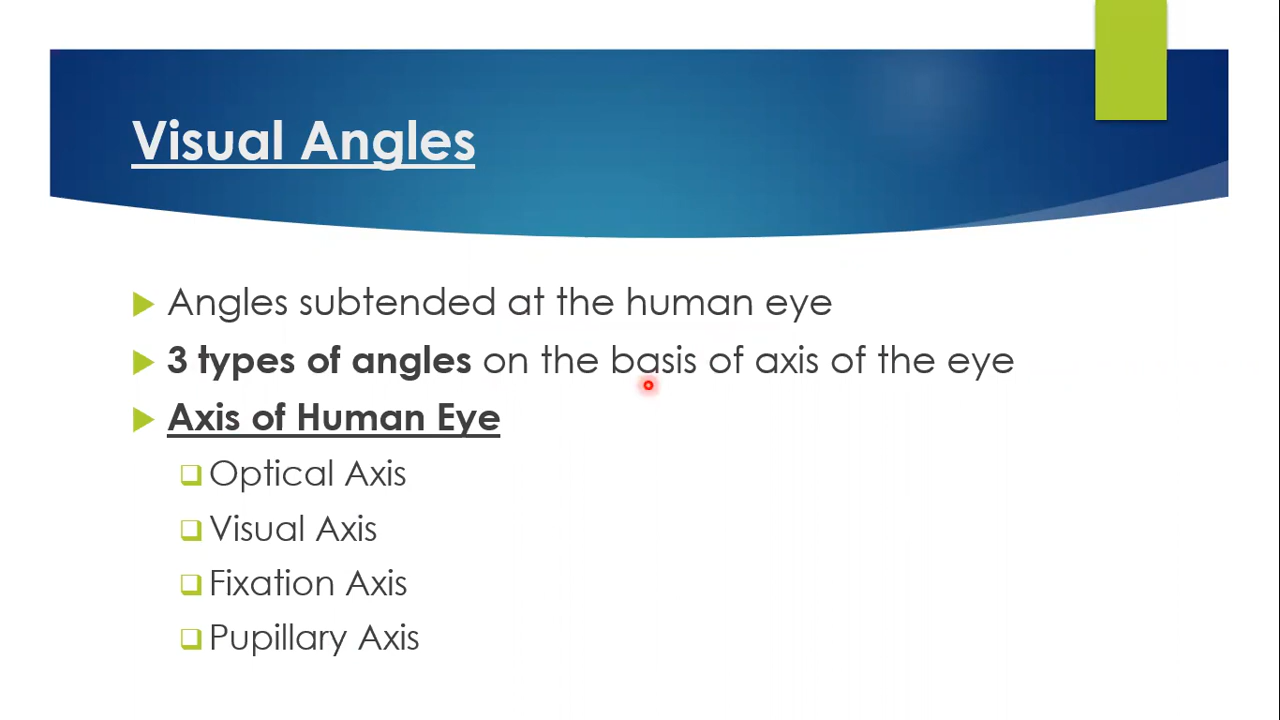 Visual Angles
Angles subtended at the human eye
3 types of angles on the basis of axis of the eye
Axis of Human Eye
Optical Axis
Visual Axis
Fixation Axis
Pupillary Axis